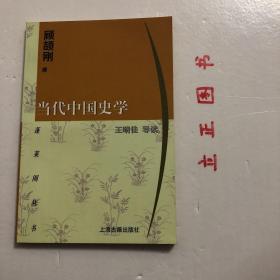 顾颉刚 著
当代中国史学
王晴佳 导读
蓬莱阁丛书
上海古籍出版社
立正图书